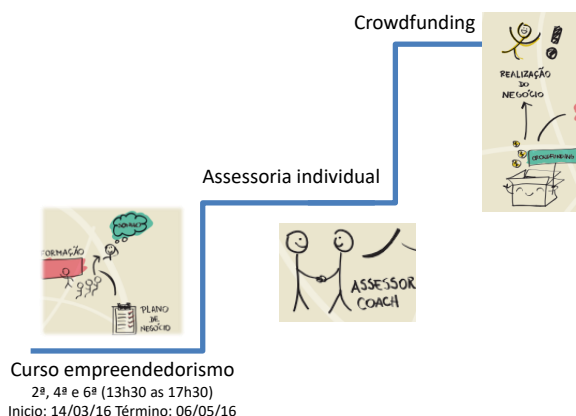 Crowdfunding
REALIZAÇÃO
DO
NEGÓCIO
CROWDFUNDING
Assessoria individual
ASSESSOR
COACH
FORMAÇÃO
PLANO
DE
NEGÓCIO
Curso empreendedorismo
2ª, 4ª e 6ª (13h30 as 17h30)
Inicio: 14/03/16 Término: 06/05/16